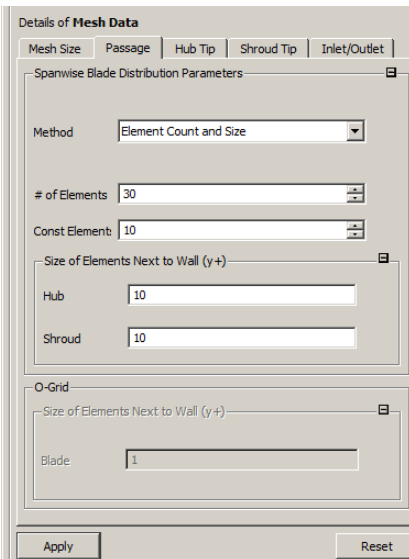 Details of Mesh Data
Mesh Size Passage Hub Tip Shroud Tip Inlet/Outlet
Spanwise Blade Distribution Parameters
Method Element Count and Size
# of Elements 30
Const Element: 10
Size of Elements Next to Wall (y+)
Hub 10
Shroud 10
O-Grid
Size of Elements Next to Wall (y+)
Blade 1
Apply Reset